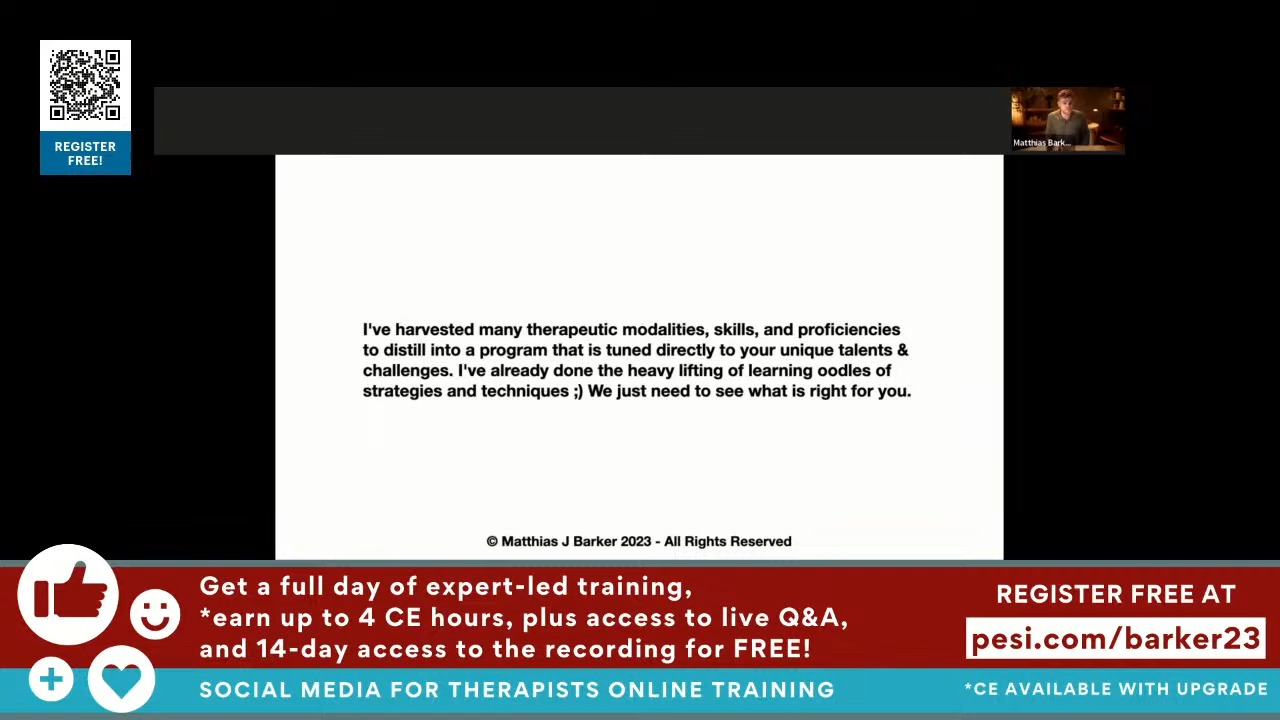 REGISTER
FREE!
Matthias Bark...
I've harvested many therapeutic modalities, skills, and proficiencies
to distill into a program that is tuned directly to your unique talents &
challenges. I've already done the heavy lifting of learning oodles of
strategies and techniques ;) We just need to see what is right for you.
© Matthias J Barker 2023 - All Rights Reserved
Get a full day of expert-led training,
*earn up to 4 CE hours, plus access to live Q&A,
and 14-day access to the recording for FREE!
REGISTER FREE AT
pesi.com/barker23
SOCIAL MEDIA FOR THERAPISTS ONLINE TRAINING
*CE AVAILABLE WITH UPGRADE